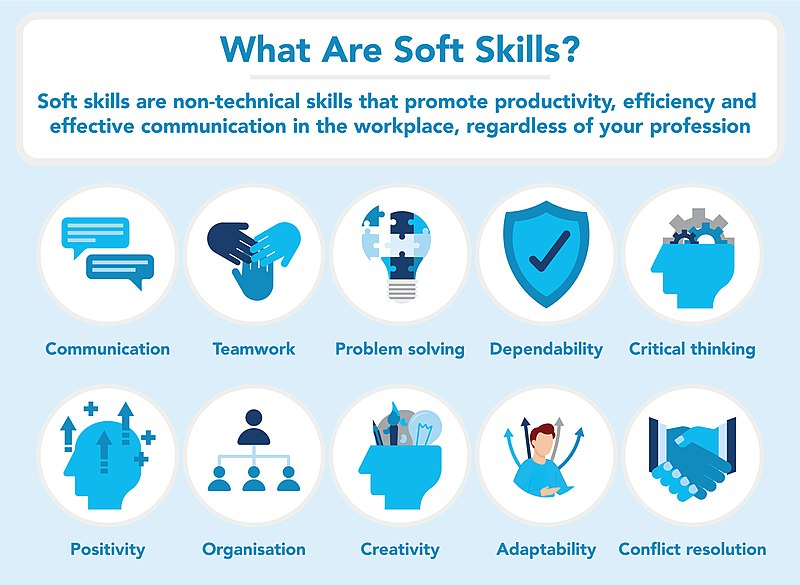 What Are Soft Skills?
Soft skills are non-technical skills that promote productivity, efficiency and
effective communication in the workplace, regardless of your profession
Communication
Teamwork
Problem solving
Dependability
Critical thinking
Positivity
Organisation
Creativity
Adaptability
Conflict resolution